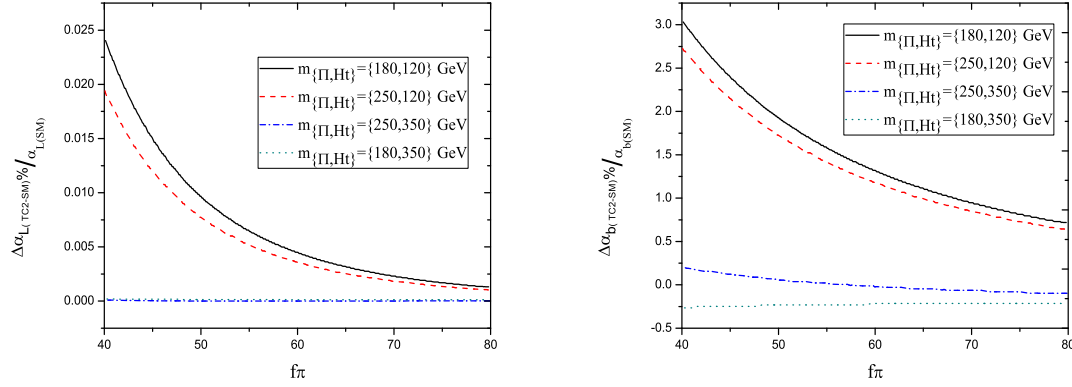 ΔαL(TC2-SM)%/αL(SM)
0.025
0.020
0.015
0.010
0.005
0.000
40
50
60
70
80
fπ
m{Π,Ht}={180,120} GeV
m{Π,Ht}={250,120} GeV
m{Π,Ht}={250,350} GeV
m{Π,Ht}={180,350} GeV
Δαb(TC2-SM)%/αb(SM)
3.0
2.5
2.0
1.5
1.0
0.5
0.0
-0.5
40
50
60
70
80
fπ
m{Π,Ht}={180,120} GeV
m{Π,Ht}={250,120} GeV
m{Π,Ht}={250,350} GeV
m{Π,Ht}={180,350} GeV